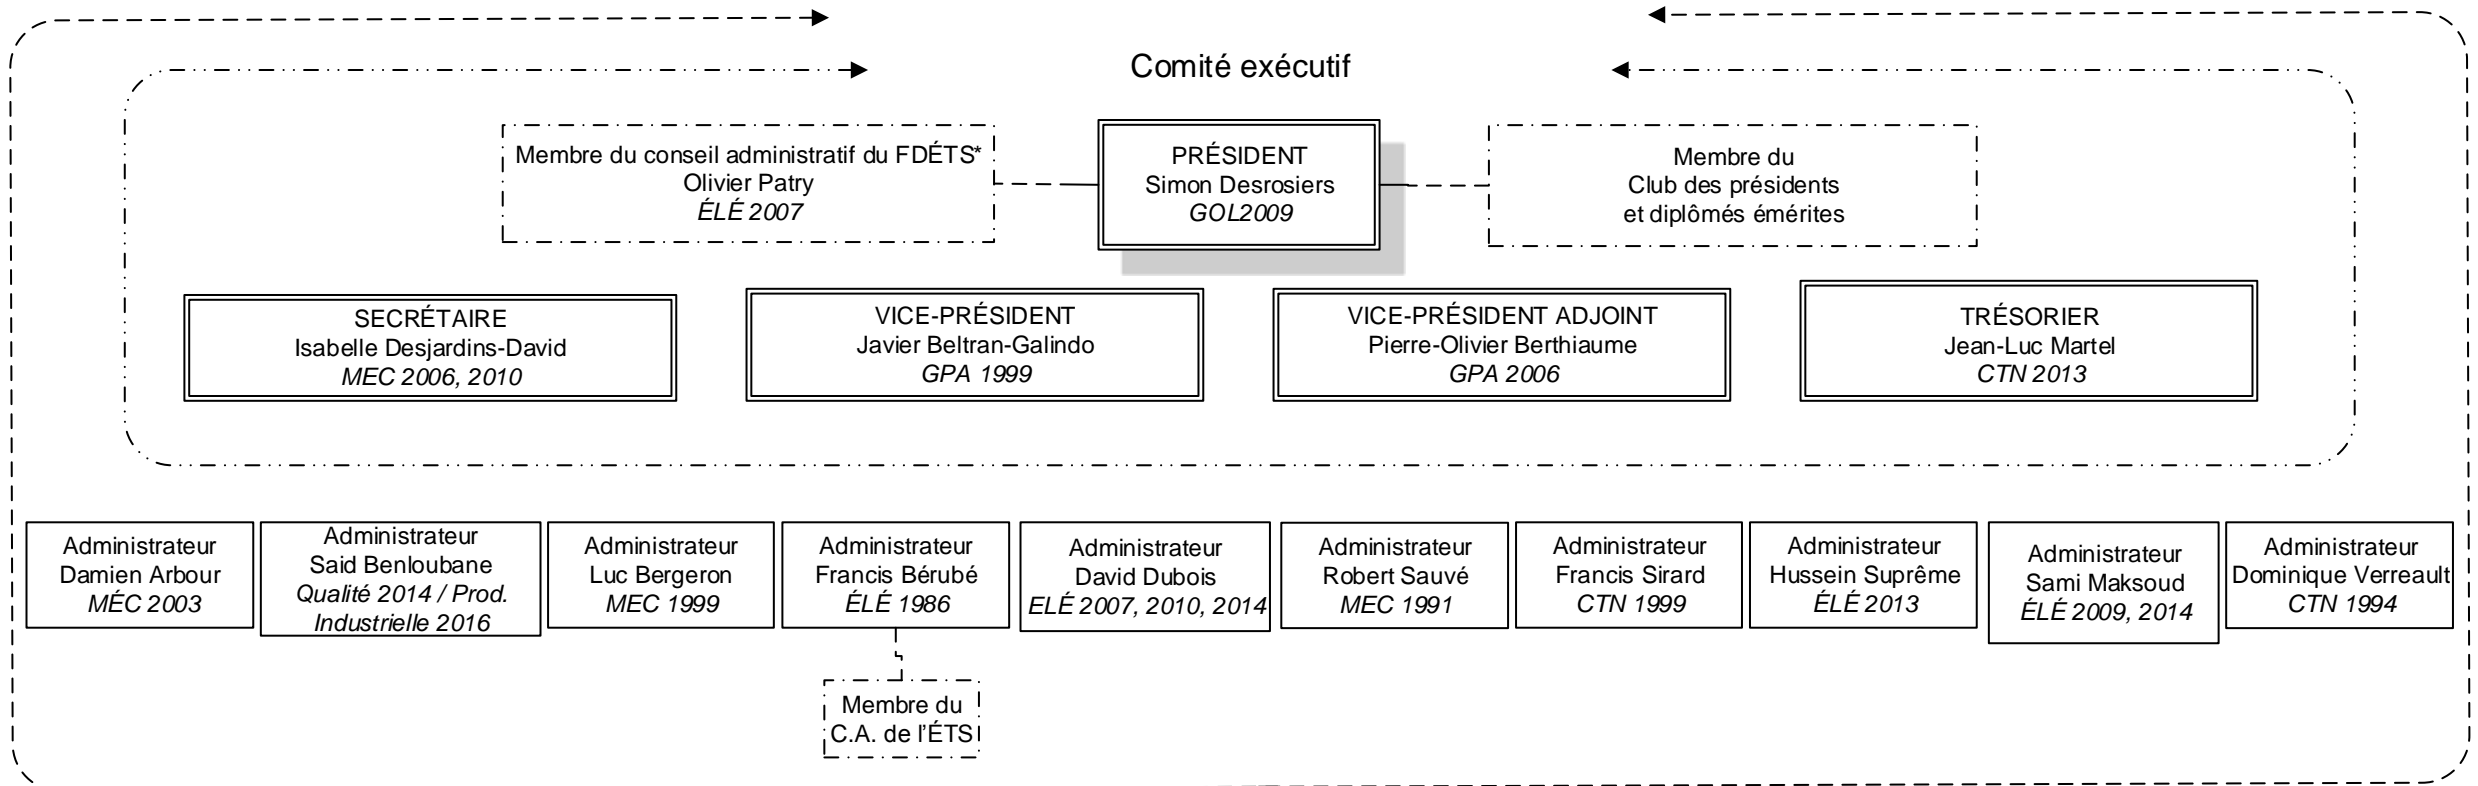 Comité exécutif
Membre du conseil administratif du FDÉTS*
Olivier Patry
ÉLÉ 2007
PRÉSIDENT
Simon Desrosiers
GOL2009
Membre du
Club des présidents
et diplômés émérites
SECRÉTAIRE
Isabelle Desjardins-David
MEC 2006, 2010
VICE-PRÉSIDENT
Javier Beltran-Galindo
GPA 1999
VICE-PRÉSIDENT ADJOINT
Pierre-Olivier Berthiaume
GPA 2006
TRÉSORIER
Jean-Luc Martel
CTN 2013
Administrateur
Damien Arbour
MÉC 2003
Administrateur
Said Benloubane
Qualité 2014 / Prod.
Industrielle 2016
Administrateur
Luc Bergeron
MEC 1999
Administrateur
Francis Bérubé
ÉLÉ 1986
Administrateur
David Dubois
ELÉ 2007, 2010, 2014
Administrateur
Robert Sauvé
MEC 1991
Administrateur
Francis Sirard
CTN 1999
Administrateur
Hussein Suprême
ÉLÉ 2013
Administrateur
Sami Maksoud
ÉLÉ 2009, 2014
Administrateur
Dominique Verreault
CTN 1994
Membre du
C.A. de l'ÉTS